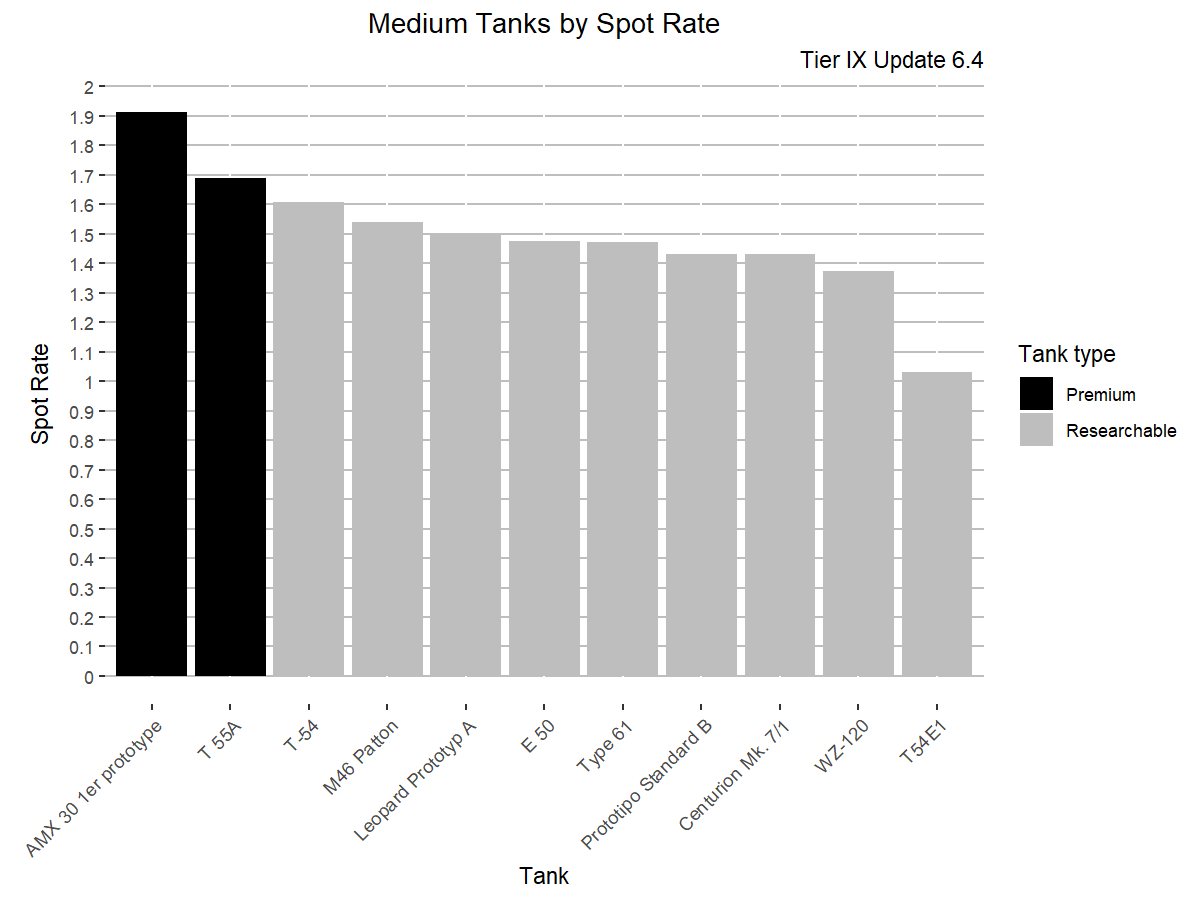 Medium Tanks by Spot Rate
Tier IX Update 6.4
Spot Rate
2
1.9
1.8
1.7
1.6
1.5
1.4
1.3
1.2
1.1
1
0.9
0.8
0.7
0.6
0.5
0.4
0.3
0.2
0.1
0
AMX 30 1er prototype
T 55A
T-54
M46 Patton
Leopard Prototyp A
E 50
Type 61
Prototipo Standard B
Centurion Mk. 7/1
WZ-120
T54E1
Tank
Tank type
Premium
Researchable